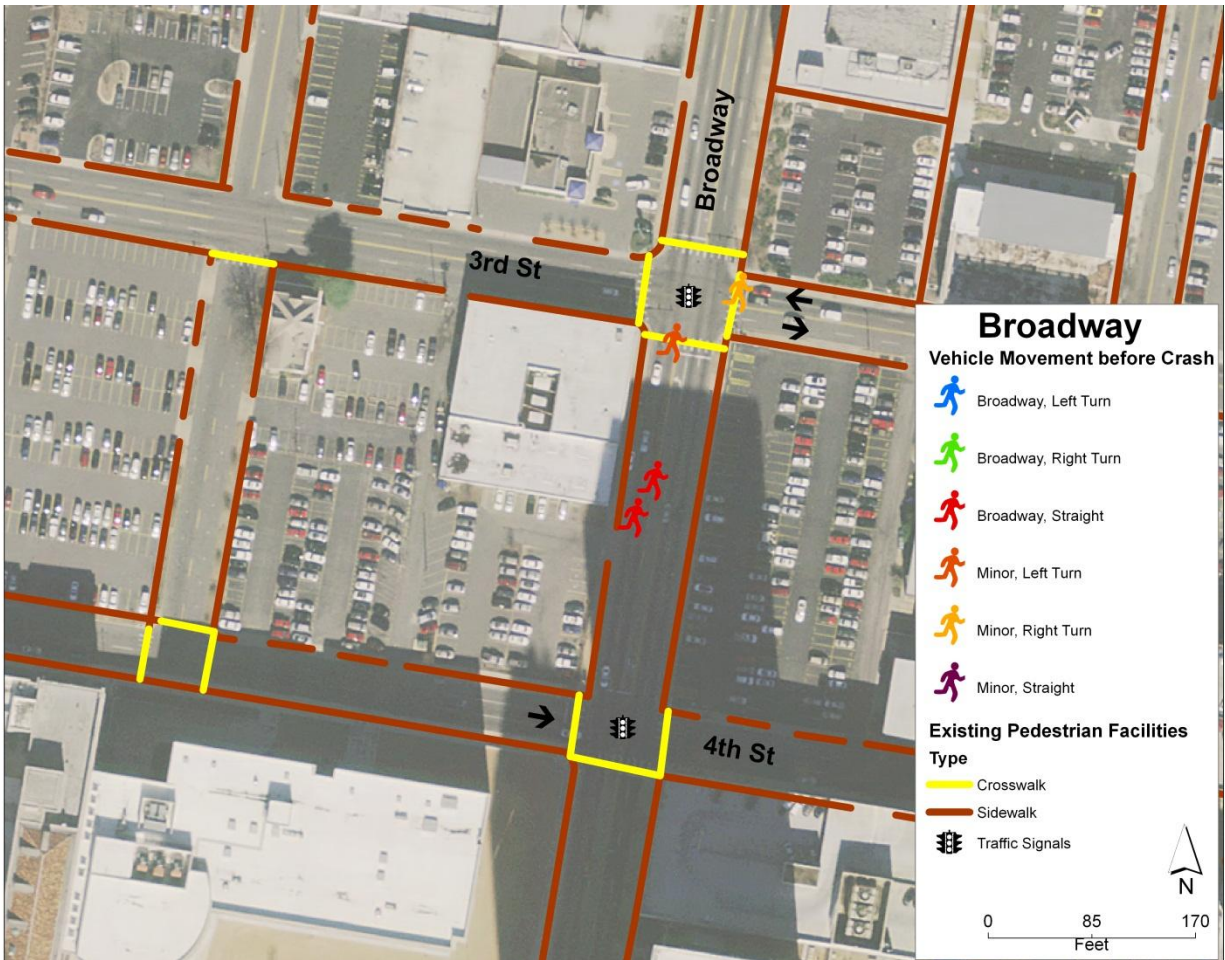 Broadway
3rd St
4th St
Broadway
Vehicle Movement before Crash
Broadway, Left Turn
Broadway, Right Turn
Broadway, Straight
Minor, Left Turn
Minor, Right Turn
Minor, Straight
Existing Pedestrian Facilities
Type
Crosswalk
Sidewalk
Traffic Signals
N
0 85 170
Feet